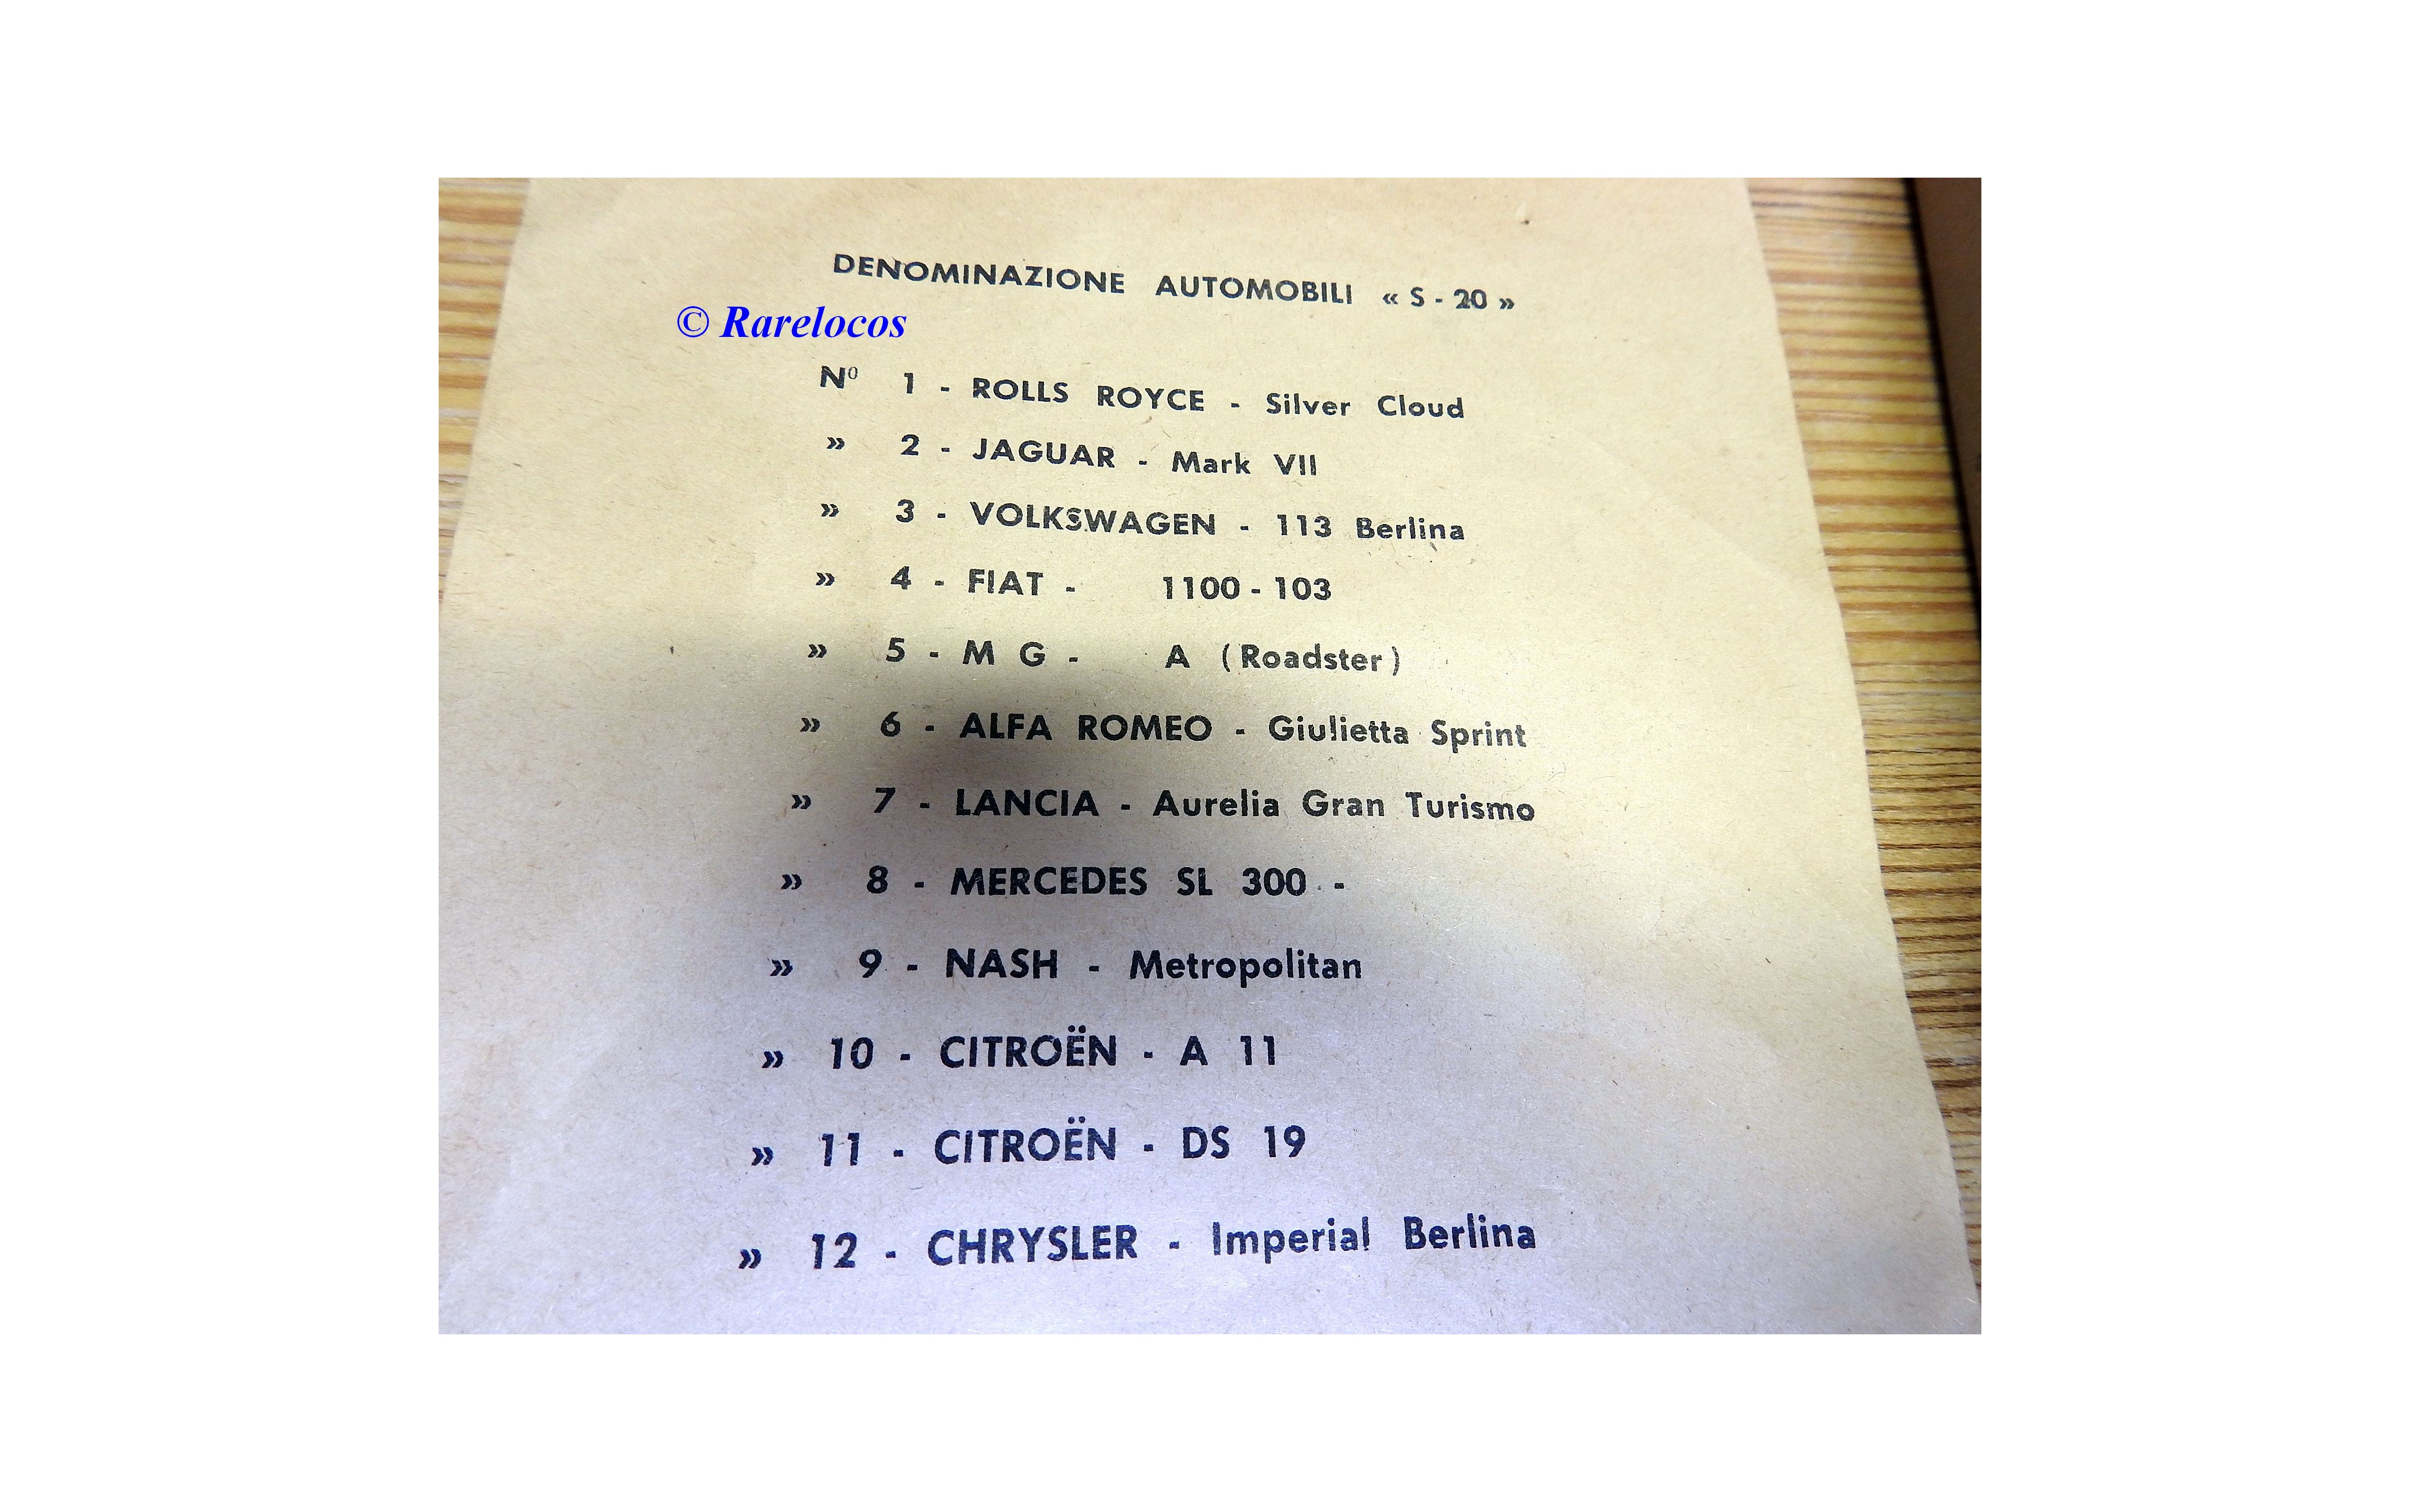 DENOMINAZIONE AUTOMOBILI « S - 20 »
© Rarelocos
Nº 1 - ROLLS ROYCE - Silver Cloud
» 2 - JAGUAR - Mark VII
» 3 - VOLKSWAGEN - 113 Berlina
» 4 - FIAT - 1100 - 103
» 5 - M G - A ( Roadster )
» 6 - ALFA ROMEO - Giulietta Sprint
» 7 - LANCIA - Aurelia Gran Turismo
» 8 - MERCEDES SL 300 -
» 9 - NASH - Metropolitan
» 10 - CITROËN - A 11
» 11 - CITROËN - DS 19
» 12 - CHRYSLER - Imperial Berlina